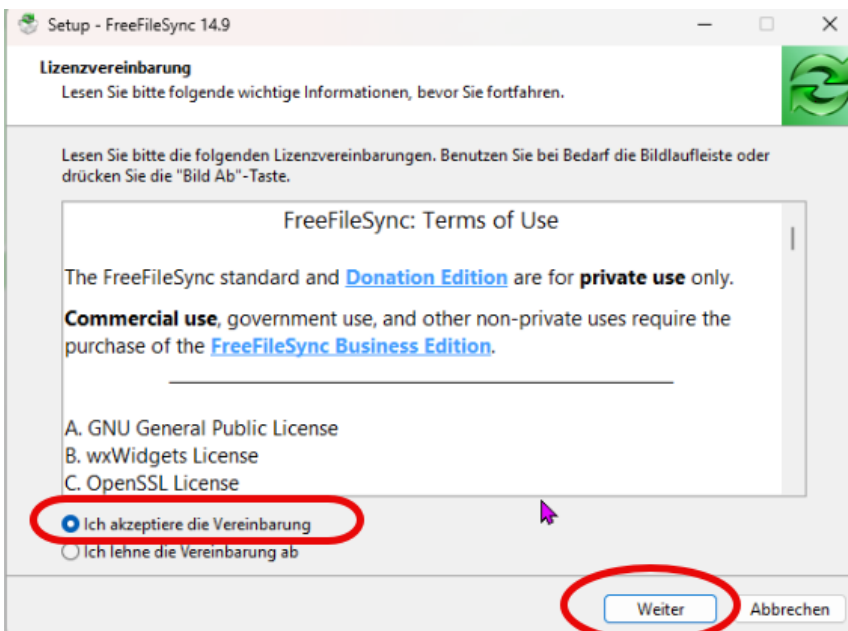 Setup - FreeFileSync 14.9
Lizenzvereinbarung
Lesen Sie bitte folgende wichtige Informationen, bevor Sie fortfahren.
Lesen Sie bitte die folgenden Lizenzvereinbarungen. Benutzen Sie bei Bedarf die Bildlaufleiste oder
drücken Sie die "Bild Ab"-Taste.
FreeFileSync: Terms of Use
The FreeFileSync standard and Donation Edition are for private use only.
Commercial use, government use, and other non-private uses require the
purchase of the FreeFileSync Business Edition.
A. GNU General Public License
B. wxWidgets License
C. OpenSSL License
Ich akzeptiere die Vereinbarung
Ich lehne die Vereinbarung ab
Weiter Abbrechen